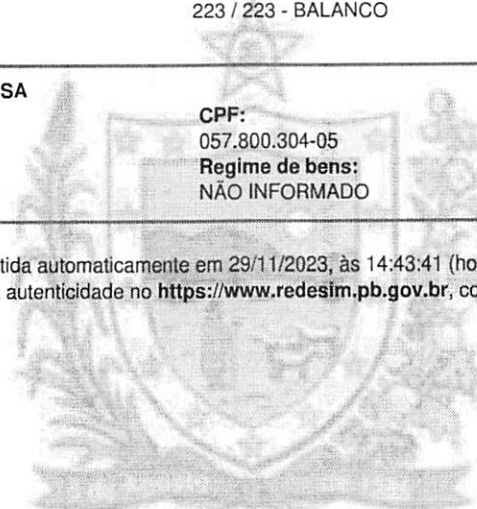 223 / 223 - BALANCO
SA
CPF:
057.800.304-05
Regime de bens:
NÃO INFORMADO
tida automaticamente em 29/11/2023, às 14:43:41 (ho
autenticidade no https://www.redesim.pb.gov.br, co